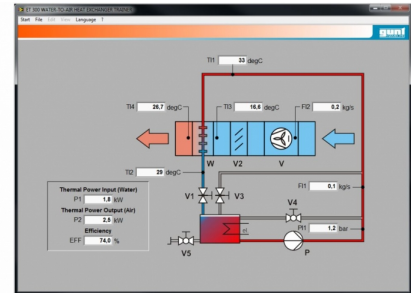 ET 300 WATER-TO-AIR HEAT EXCHANGER TRAINER
Start File Edit View Language ?
gunt
TI1 33 degC
TI4 26,7 degC TI3 16,6 degC FI2 0,2 kg/s
W V2 V
TI2 29 degC
Thermal Power Input (Water)
P1 1,8 kW
Thermal Power Output (Air)
P2 2,5 kW
Efficiency
EFF 74,0 %
V1 V3
FI1 0,1 kg/s
V4
el.
PI1 1,2 bar
V5
P